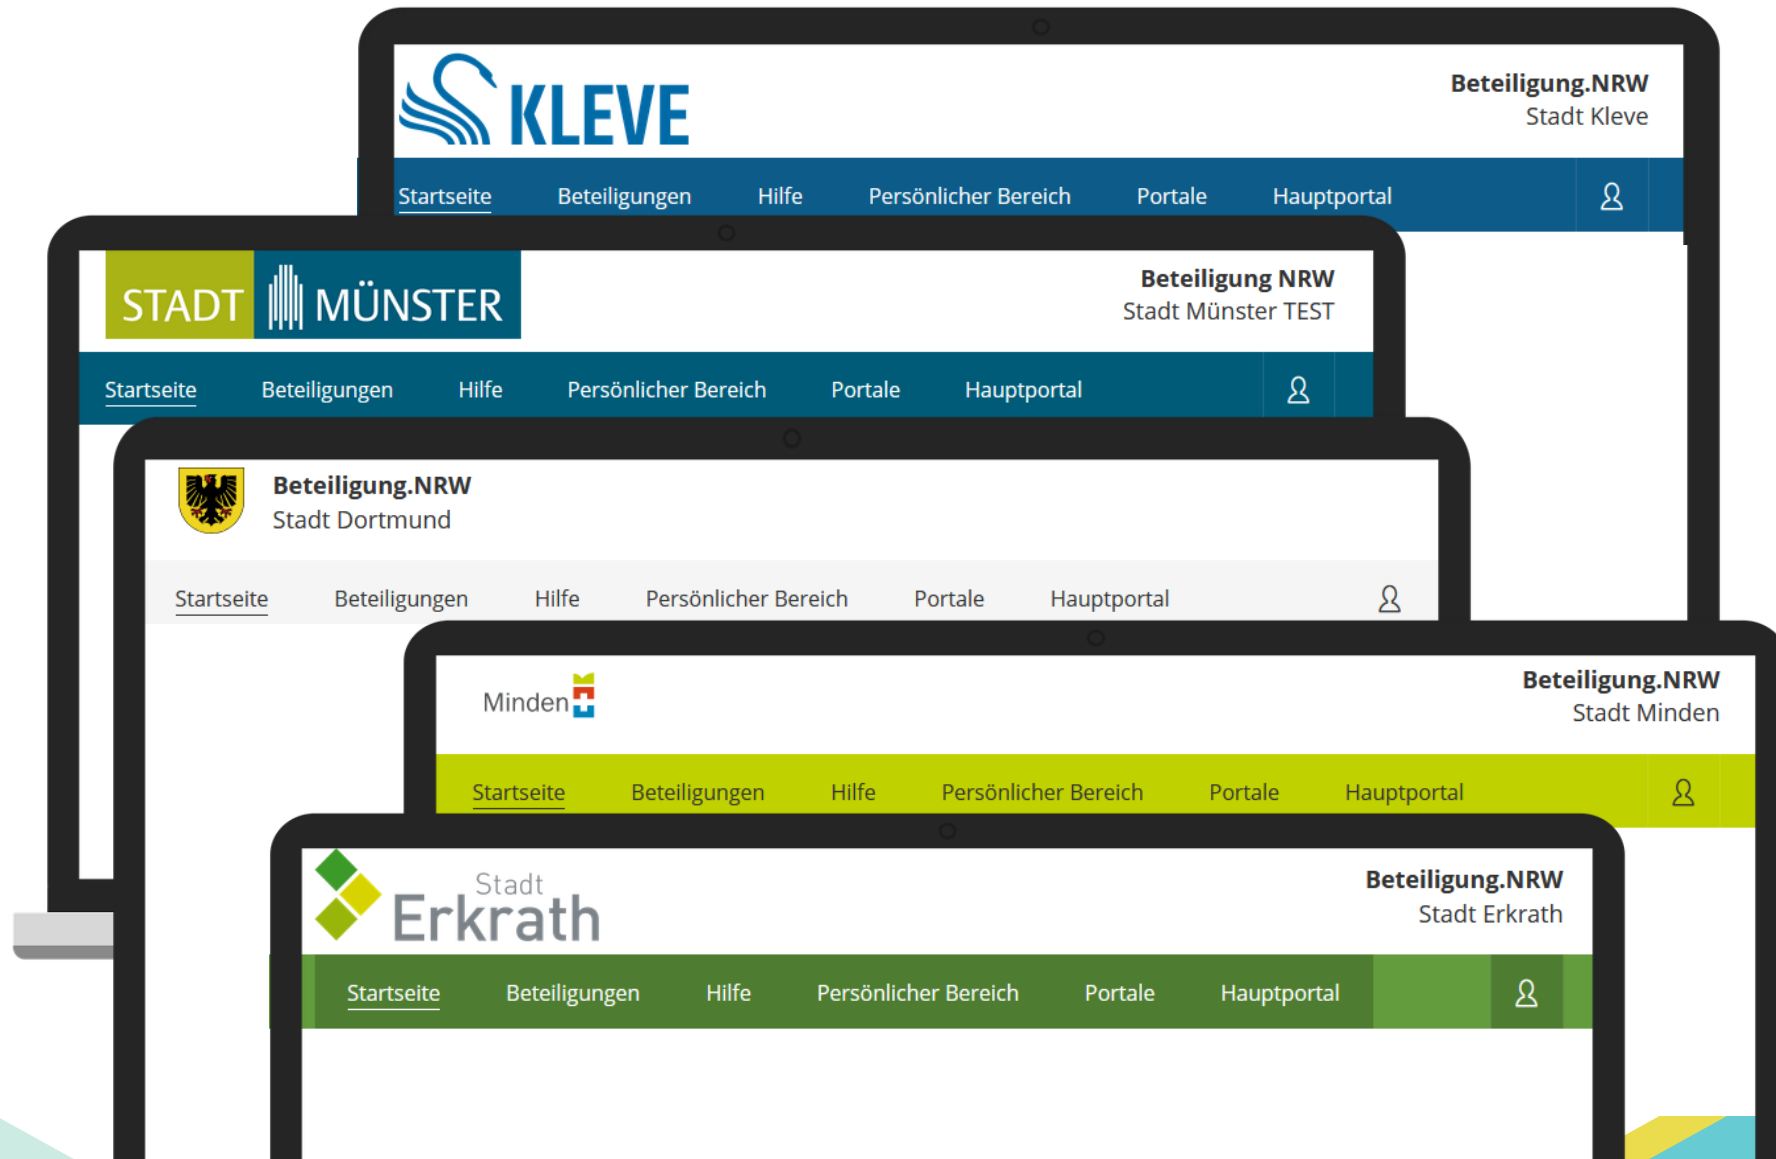 KLEVE
Beteiligung.NRW
Stadt Kleve
Startseite Beteiligungen Hilfe Persönlicher Bereich Portale Hauptportal
STADT MÜNSTER
Beteiligung NRW
Stadt Münster TEST
Startseite Beteiligungen Hilfe Persönlicher Bereich Portale Hauptportal
Beteiligung.NRW
Stadt Dortmund
Startseite Beteiligungen Hilfe Persönlicher Bereich Portale Hauptportal
Minden
Beteiligung.NRW
Stadt Minden
Startseite Beteiligungen Hilfe Persönlicher Bereich Portale Hauptportal
Stadt
Erkrath
Beteiligung.NRW
Stadt Erkrath
Startseite Beteiligungen Hilfe Persönlicher Bereich Portale Hauptportal